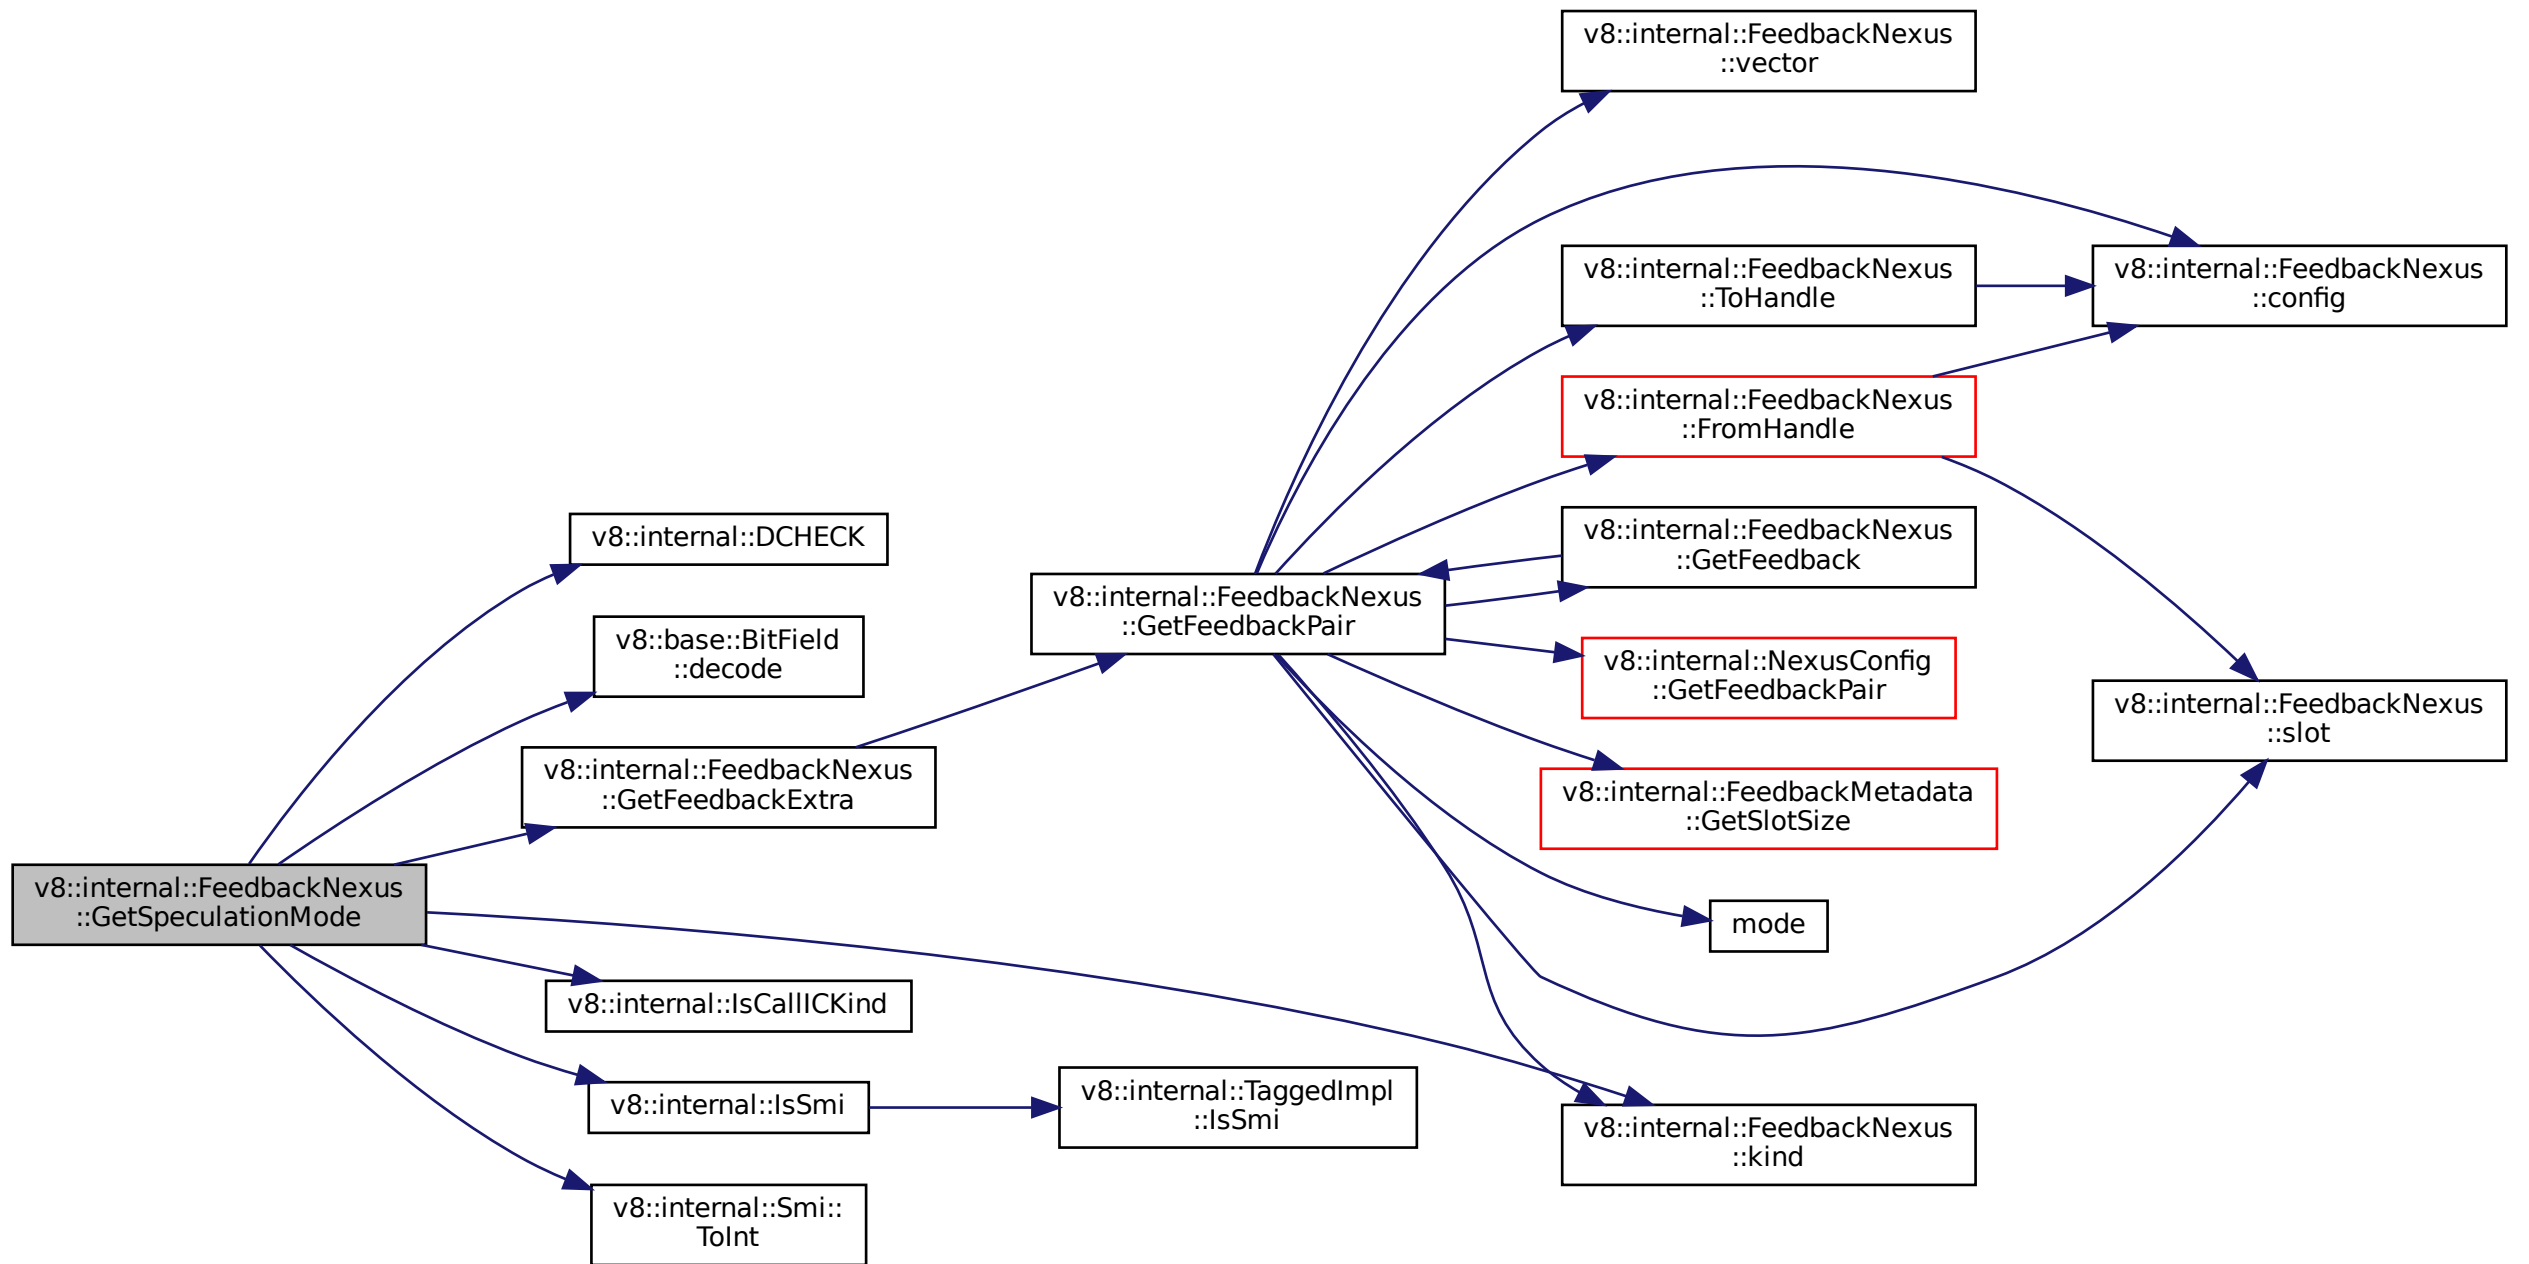 v8::internal::FeedbackNexus
::GetSpeculationMode
v8::internal::DCHECK
v8::base::BitField
::decode
v8::internal::FeedbackNexus
::GetFeedbackExtra
v8::internal::IsCallICKind
v8::internal::IsSmi
v8::internal::Smi::
ToInt
v8::internal::FeedbackNexus
::GetFeedbackPair
v8::internal::TaggedImpl
::IsSmi
v8::internal::FeedbackNexus
::vector
v8::internal::FeedbackNexus
::ToHandle
v8::internal::FeedbackNexus
::FromHandle
v8::internal::FeedbackNexus
::GetFeedback
v8::internal::NexusConfig
::GetFeedbackPair
v8::internal::FeedbackMetadata
::GetSlotSize
mode
v8::internal::FeedbackNexus
::kind
v8::internal::FeedbackNexus
::config
v8::internal::FeedbackNexus
::slot